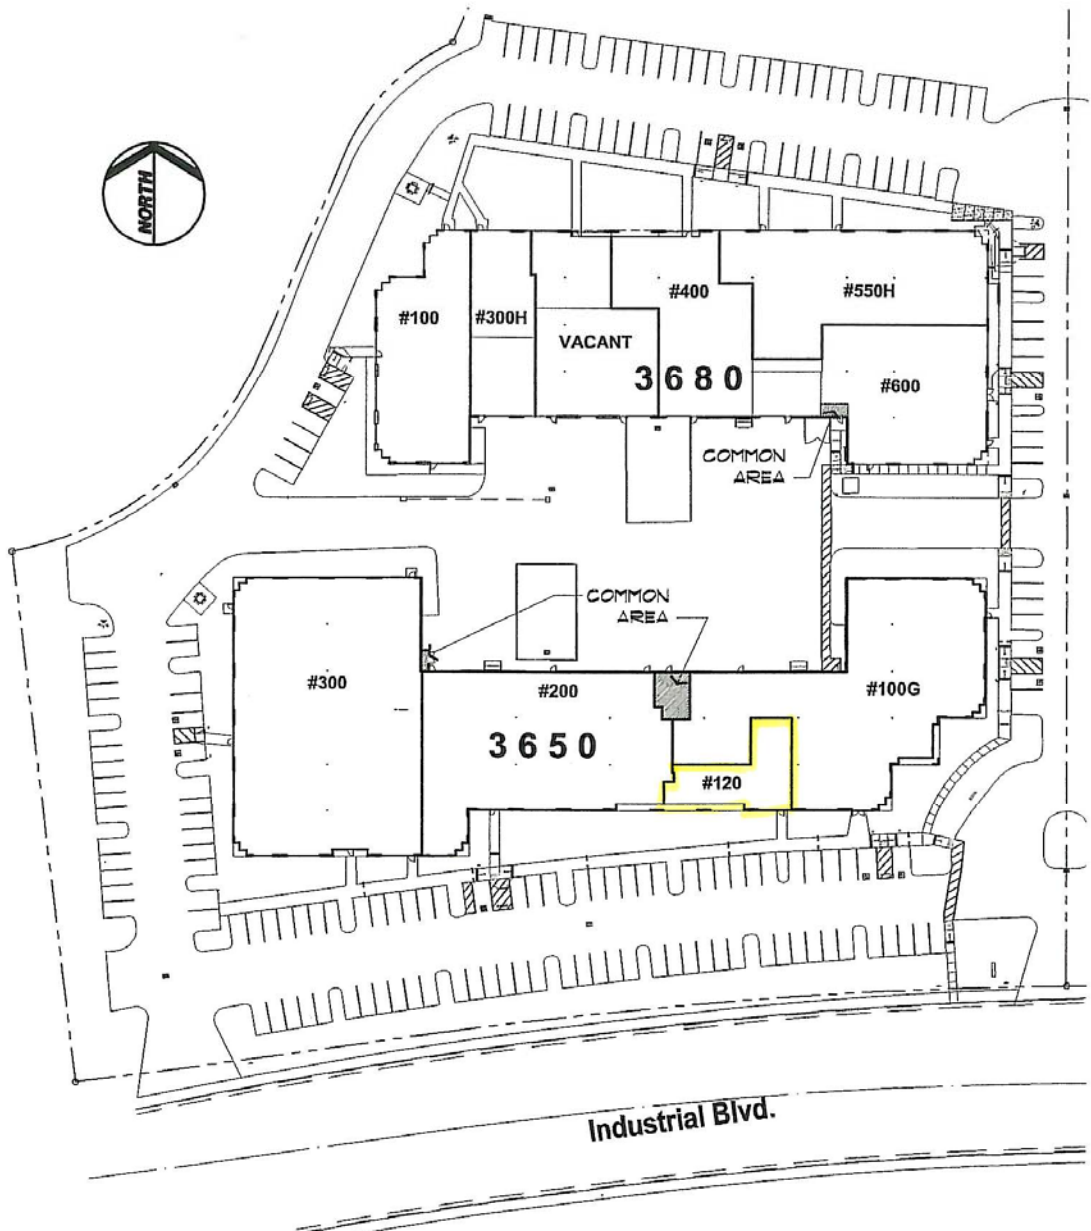 NORTH
#100
#300H
VACANT
#400
#550H
3680
#600
COMMON
AREA
COMMON
AREA
#300
#200
#100G
3650
#120
Industrial Blvd.